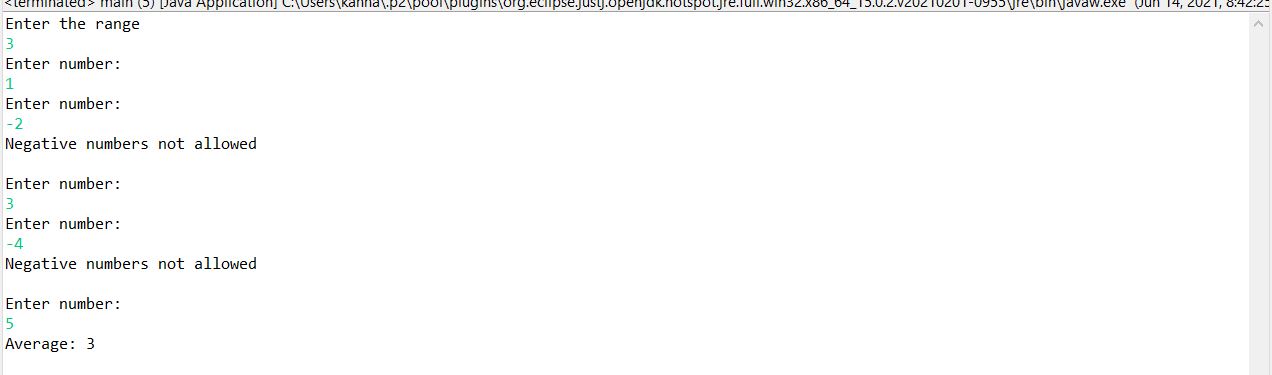 <terminated> main (5) [Java Application] C:\Users\kanna\.p2\pool\plugins\org.eclipse.justj.openjdk.hotspot.jre.full.win32.x86_64_15.0.2.v20210201-0955\jre\bin\javaw.exe (Jun 14, 2021, 8:42:25
Enter the range
3
Enter number:
1
Enter number:
-2
Negative numbers not allowed
Enter number:
3
Enter number:
-4
Negative numbers not allowed
Enter number:
5
Average: 3